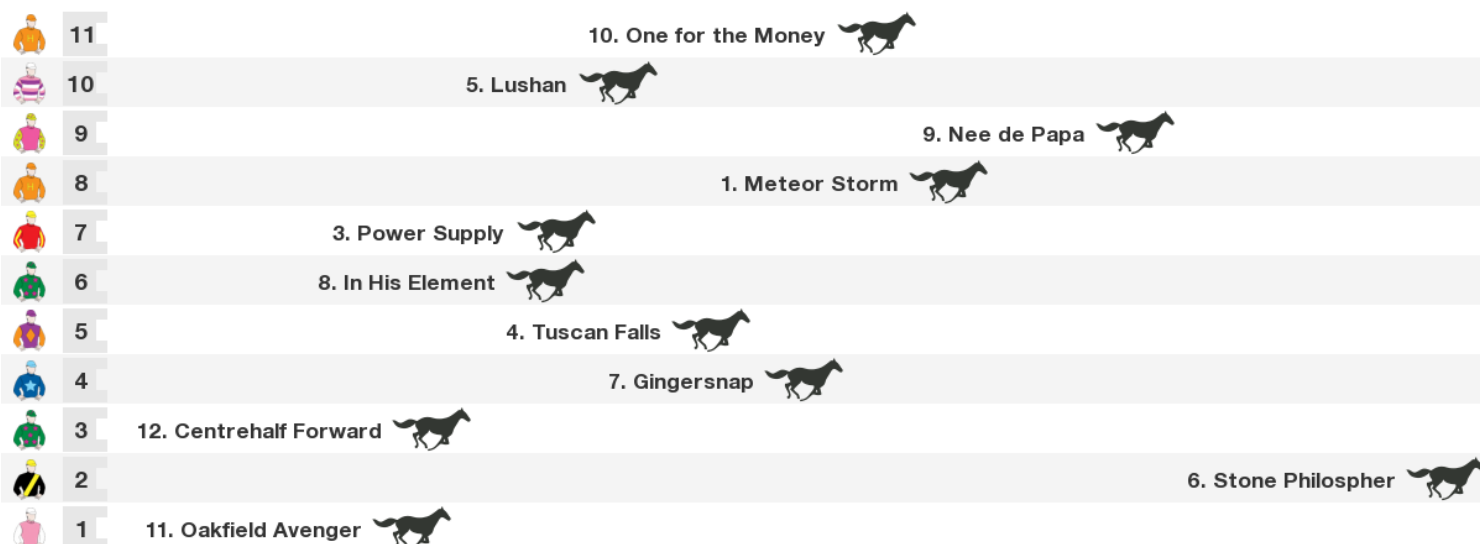 11 10. One for the Money
10 5. Lushan
9 9. Nee de Papa
8 1. Meteor Storm
7 3. Power Supply
6 8. In His Element
5 4. Tuscan Falls
4 7. Gingersnap
3 12. Centrehalf Forward
2 6. Stone Philospher
1 11. Oakfield Avenger